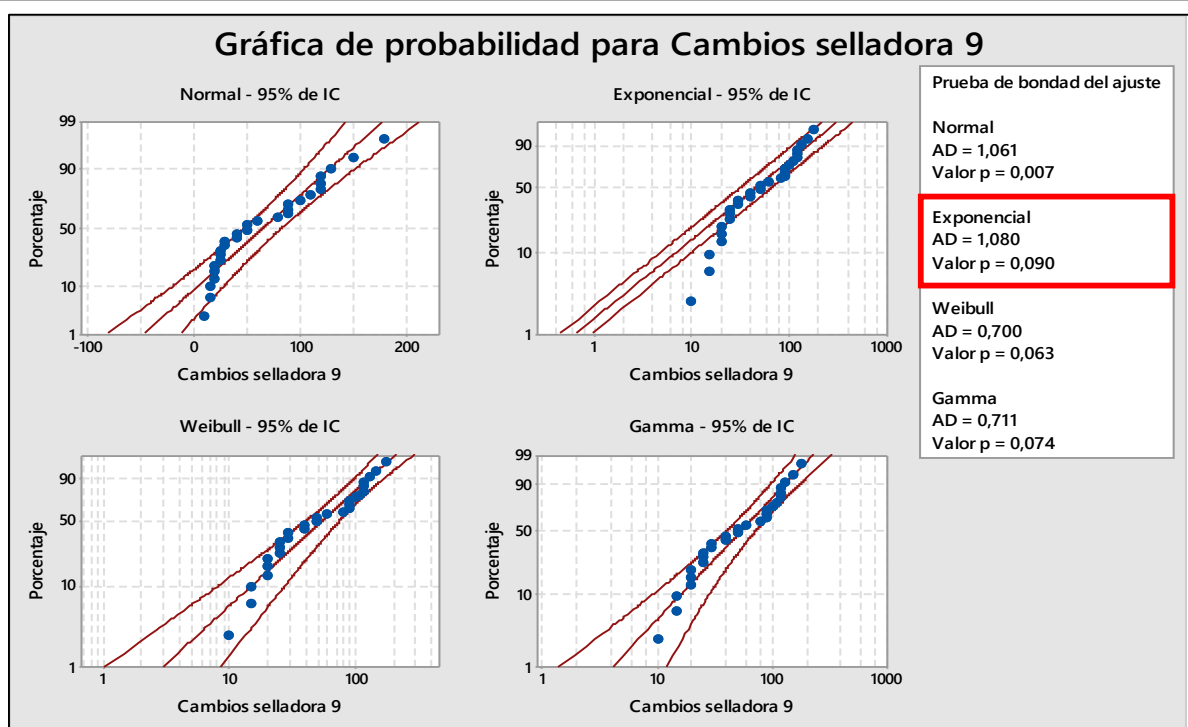 Gráfica de probabilidad para Cambios selladora 9
Normal - 95% de IC
Porcentaje
99
90
50
10
1
-100 0 100 200
Cambios selladora 9
Exponencial - 95% de IC
Porcentaje
90
50
10
1
1 10 100 1000
Cambios selladora 9
Weibull - 95% de IC
Porcentaje
90
50
10
1
1 10 100
Cambios selladora 9
Gamma - 95% de IC
Porcentaje
99
90
50
10
1
1 10 100 1000
Cambios selladora 9
Prueba de bondad del ajuste
Normal
AD = 1,061
Valor p = 0,007
Exponencial
AD = 1,080
Valor p = 0,090
Weibull
AD = 0,700
Valor p = 0,063
Gamma
AD = 0,711
Valor p = 0,074